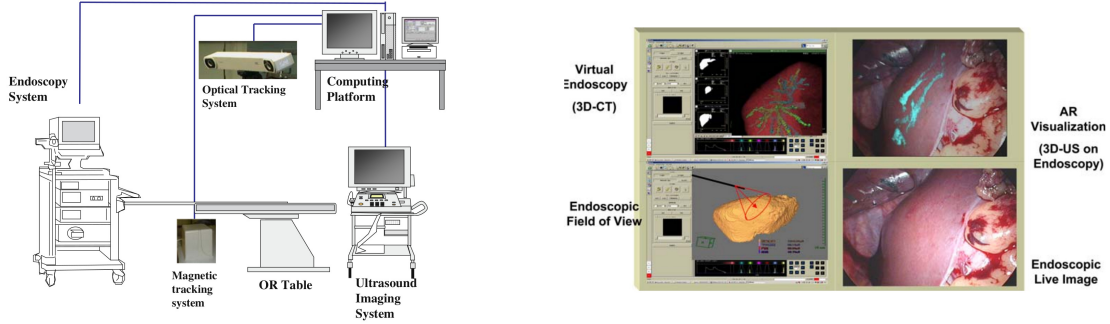 Endoscopy
System
Optical Tracking
System
Computing
Platform
Magnetic
tracking
system
OR Table
Ultrasound
Imaging
System
Virtual
Endoscopy
(3D-CT)
AR
Visualization
(3D-US on
Endoscopy)
Endoscopic
Field of View
Endoscopic
Live Image